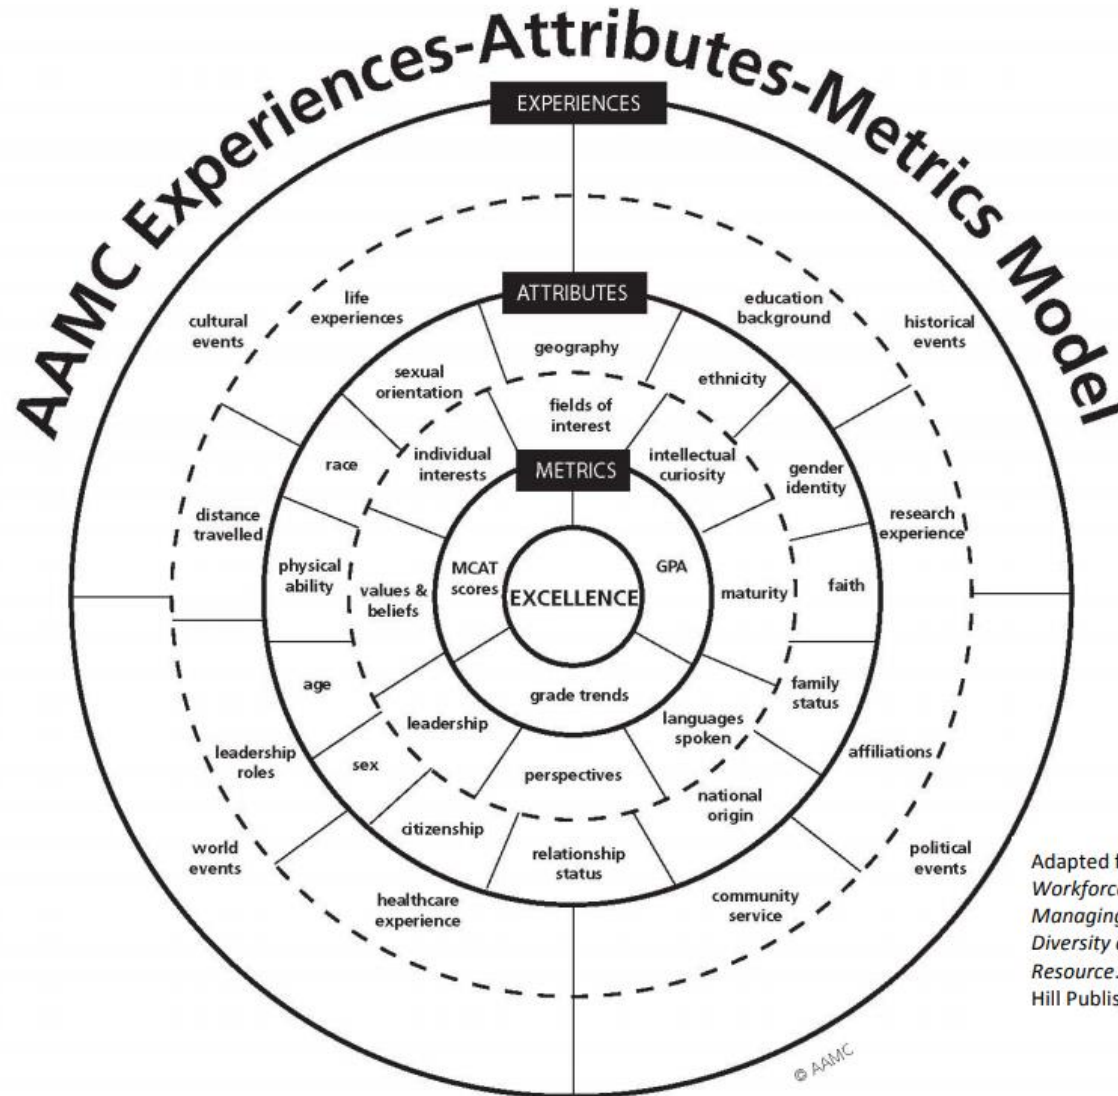 AAMC Experiences-Attributes-Metrics Model
EXPERIENCES
cultural
events
life
experiences
education
background
historical
events
distance
travelled
research
experience
leadership
roles
affiliations
world
events
healthcare
experience
community
service
political
events
ATTRIBUTES
geography
sexual
orientation
ethnicity
race
gender
identity
physical
ability
faith
age
family
status
sex
national
origin
citizenship
relationship
status
fields of
interest
individual
interests
intellectual
curiosity
values &
beliefs
maturity
leadership
languages
spoken
perspectives
METRICS
MCAT
scores
GPA
grade trends
EXCELLENCE
Adapted
Workforce
Managing
Diversity
Resource.
Hill
© AAMC